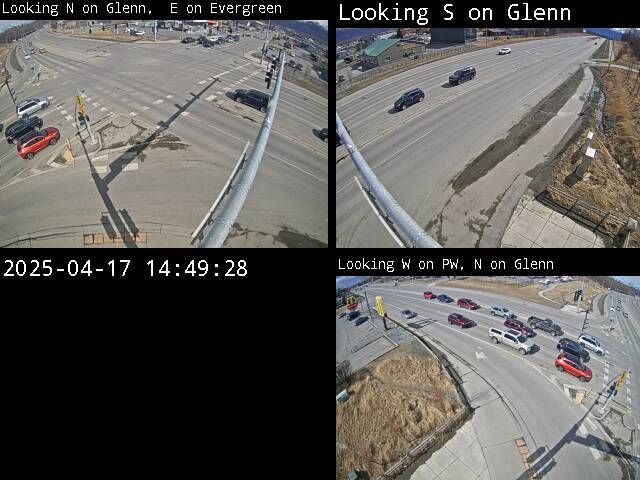 Looking N on Glenn, E on Evergreen
Looking S on Glenn
2025-04-17 14:49:28
Looking W on PW, N on Glenn